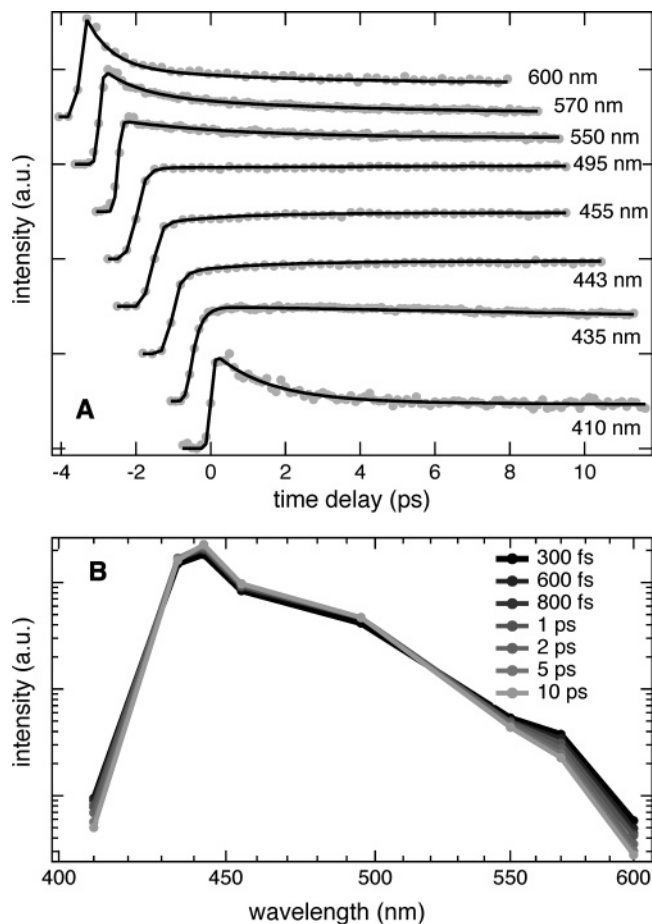 600 nm
570 nm
550 nm
495 nm
455 nm
443 nm
435 nm
410 nm
A
intensity (a.u.)
-4 -2 0 2 4 6 8 10
time delay (ps)
B
300 fs
600 fs
800 fs
1 ps
2 ps
5 ps
10 ps
intensity (a.u.)
400 450 500 550 600
wavelength (nm)